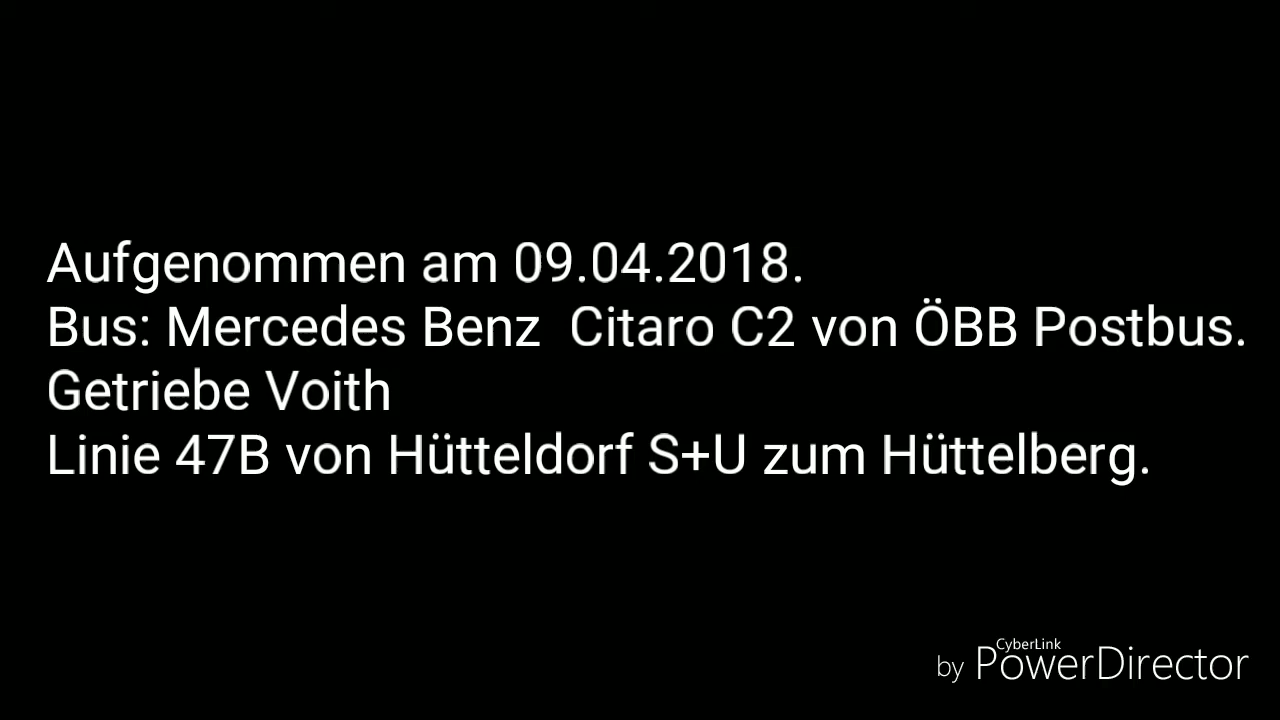 Aufgenommen am 09.04.2018.
Bus: Mercedes Benz  Citaro C2 von ÖBB Postbus.
Getriebe Voith
Linie 47B von Hütteldorf S+U zum Hüttelberg.
CyberLink
by PowerDirector